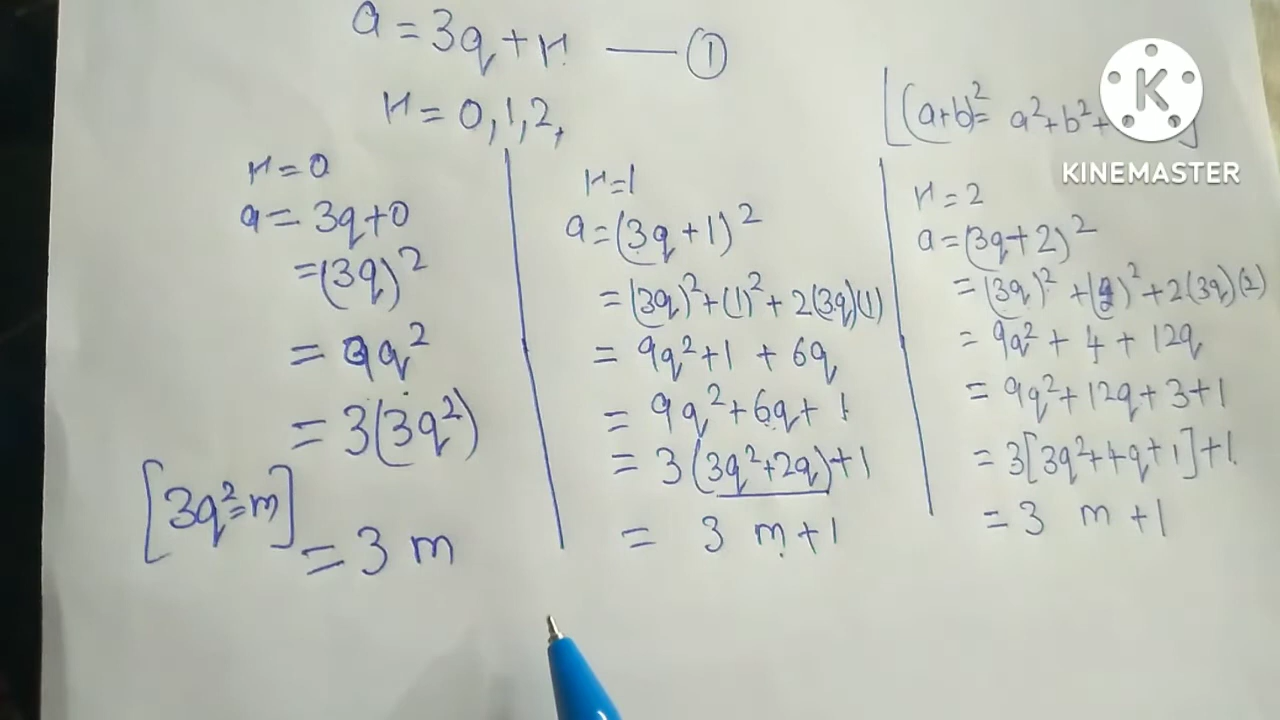 a = 3q + r —— ①
r = 0, 1, 2,
[(a+b)² = a² + b² + ]
KINEMASTER
r = 0
a = 3q + 0
= (3q)²
= 9q²
= 3(3q²)
[3q² = m]
= 3 m
r = 1
a = (3q + 1)²
= (3q)² + (1)² + 2(3q)(1)
= 9q² + 1 + 6q
= 9q² + 6q + 1
= 3(3q² + 2q) + 1
= 3 m + 1
r = 2
a = (3q + 2)²
= (3q)² + (2)² + 2(3q)(2)
= 9q² + 4 + 12q
= 9q² + 12q + 3 + 1
= 3[3q² + 4q + 1] + 1
= 3 m + 1